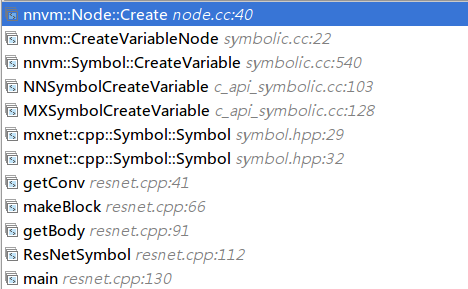 nnvm::Node::Create node.cc:40
nnvm::CreateVariableNode symbolic.cc:22
nnvm::Symbol::CreateVariable symbolic.cc:540
NNSymbolCreateVariable c_api_symbolic.cc:103
MXSymbolCreateVariable c_api_symbolic.cc:128
mxnet::cpp::Symbol::Symbol symbol.hpp:29
mxnet::cpp::Symbol::Symbol symbol.hpp:32
getConv resnet.cpp:41
makeBlock resnet.cpp:66
getBody resnet.cpp:91
ResNetSymbol resnet.cpp:112
main resnet.cpp:130